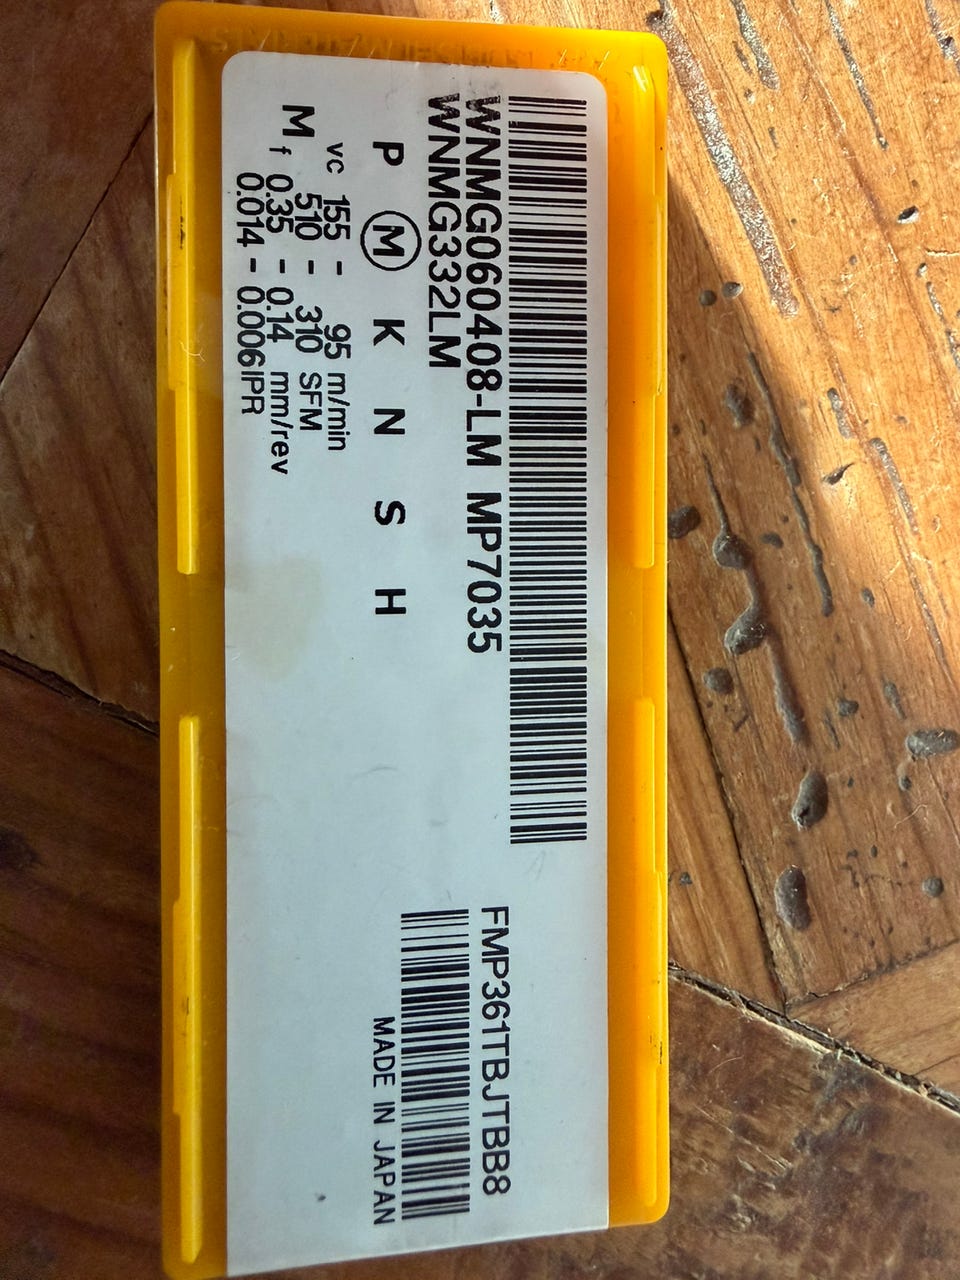 WNMG060408-LM MP7035
WNMG332LM
P M K N S H
vc 155 - 95 m/min
510 - 310 SFM
M f 0.35 - 0.14 mm/rev
0.014 - 0.006IPR
FMP361TBJTBB8
MADE IN JAPAN